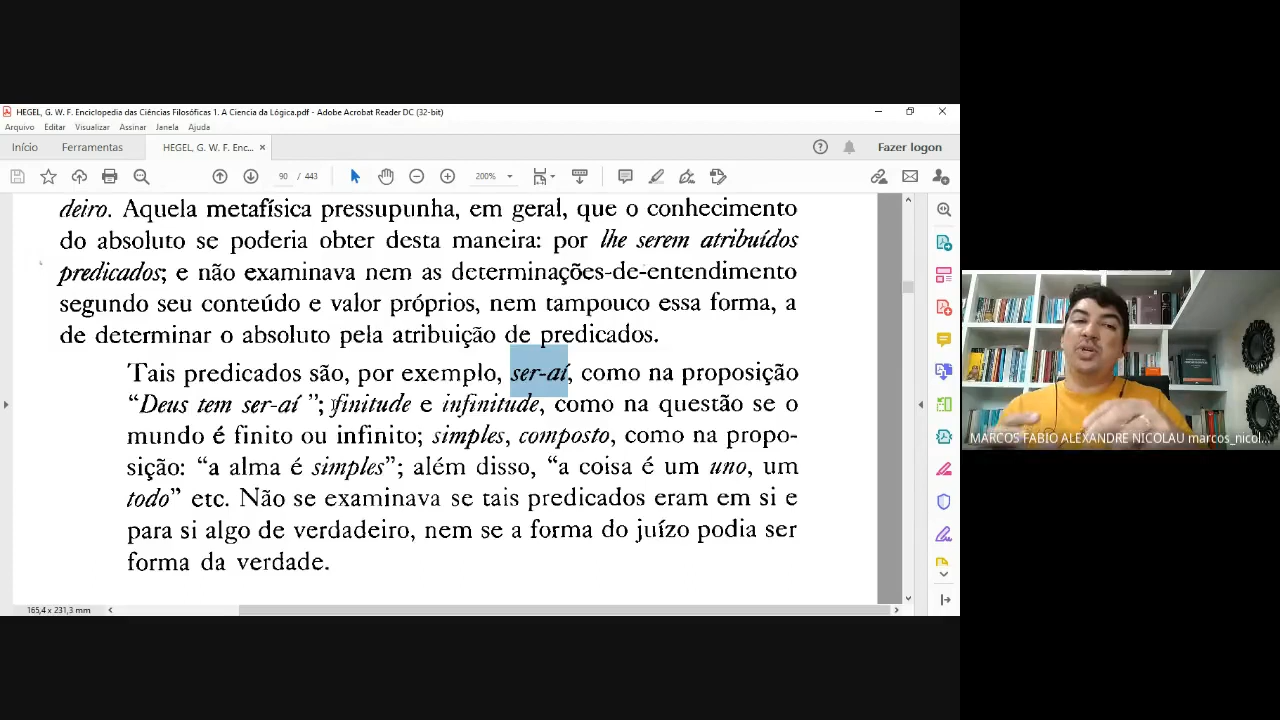 HEGEL, G. W. F. Enciclopedia das Ciências Filosóficas 1. A Ciencia da Lógica.pdf - Adobe Acrobat Reader DC (32-bit)
Arquivo Editar Visualizar Assinar Janela Ajuda
Início Ferramentas HEGEL, G. W. F. Enc... × Fazer logon
90 / 443 200%
deiro. Aquela metafísica pressupunha, em geral, que o conhecimento
do absoluto se poderia obter desta maneira: por lhe serem atribuídos
predicados; e não examinava nem as determinações-de-entendimento
segundo seu conteúdo e valor próprios, nem tampouco essa forma, a
de determinar o absoluto pela atribuição de predicados.
Tais predicados são, por exemplo, ser-aí, como na proposição
“Deus tem ser-aí ”; finitude e infinitude, como na questão se o
mundo é finito ou infinito; simples, composto, como na propo-
sição: “a alma é simples”; além disso, “a coisa é um uno, um
todo” etc. Não se examinava se tais predicados eram em si e
para si algo de verdadeiro, nem se a forma do juízo podia ser
forma da verdade.
165,4 x 231,3 mm
MARCOS FABIO ALEXANDRE NICOLAU marcos_nicol...